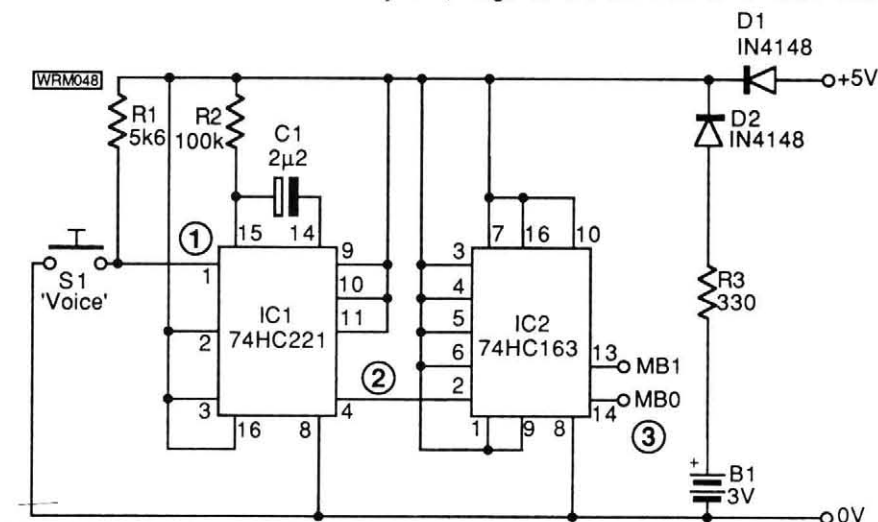 D1
IN4148
WRM048
+5V
R1
5k6
R2
100k
C1
2µ2
D2
IN4148
①
15
14
9
7
16
10
3
1
10
4
S1
'Voice'
IC1
74HC221
11
5
IC2
74HC163
R3
330
2
②
6
13
MB1
3
4
2
MB0
14
16
8
1
9
8
③
+
B1
3V
0V